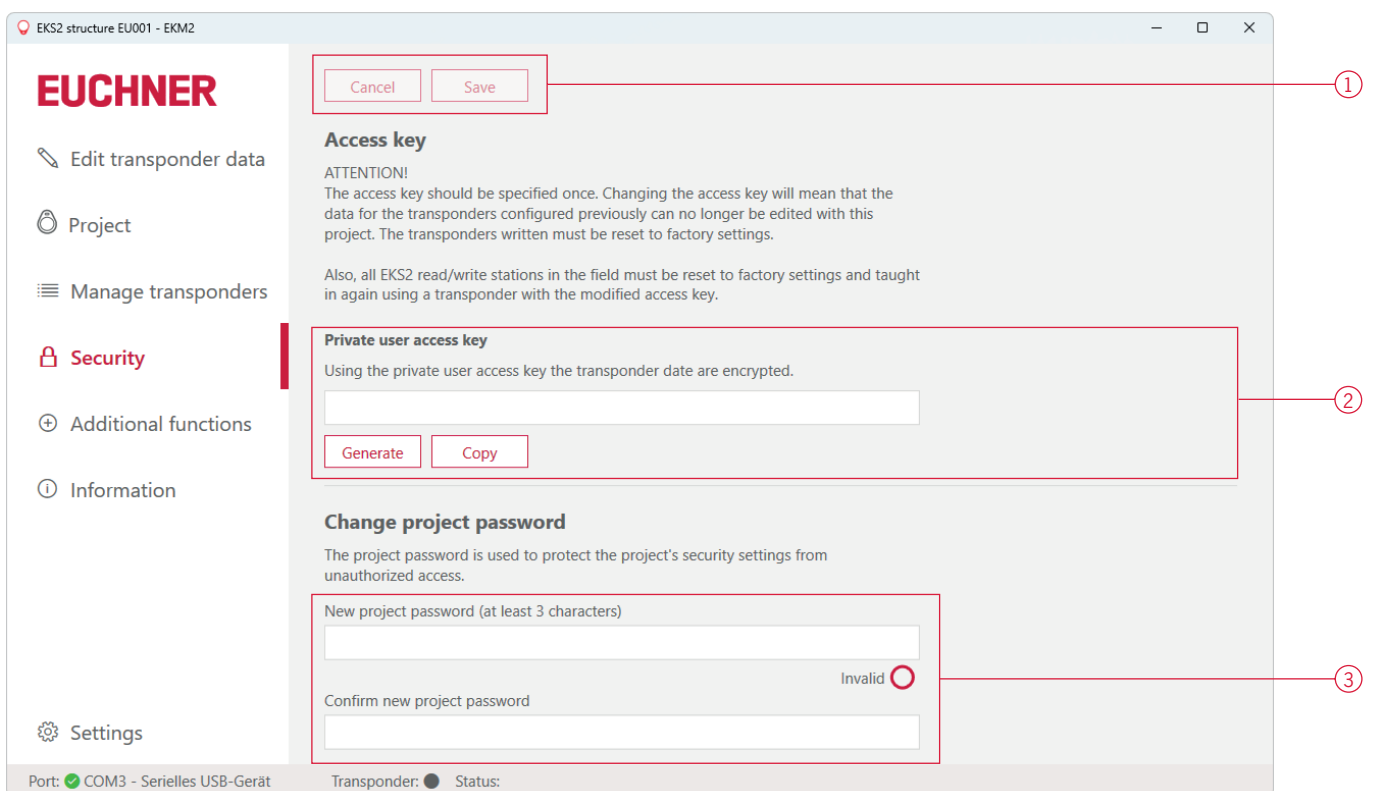 EKS2 structure EU001 - EKM2
EUCHNER
Edit transponder data
Project
Manage transponders
Security
Additional functions
Information
Settings
Cancel Save
1
Access key
ATTENTION!
The access key should be specified once. Changing the access key will mean that the
data for the transponders configured previously can no longer be edited with this
project. The transponders written must be reset to factory settings.
Also, all EKS2 read/write stations in the field must be reset to factory settings and taught
in again using a transponder with the modified access key.
Private user access key
Using the private user access key the transponder date are encrypted.
Generate Copy
2
Change project password
The project password is used to protect the project's security settings from
unauthorized access.
New project password (at least 3 characters)
Invalid
3
Confirm new project password
Port: COM3 - Serielles USB-Gerät Transponder: Status: